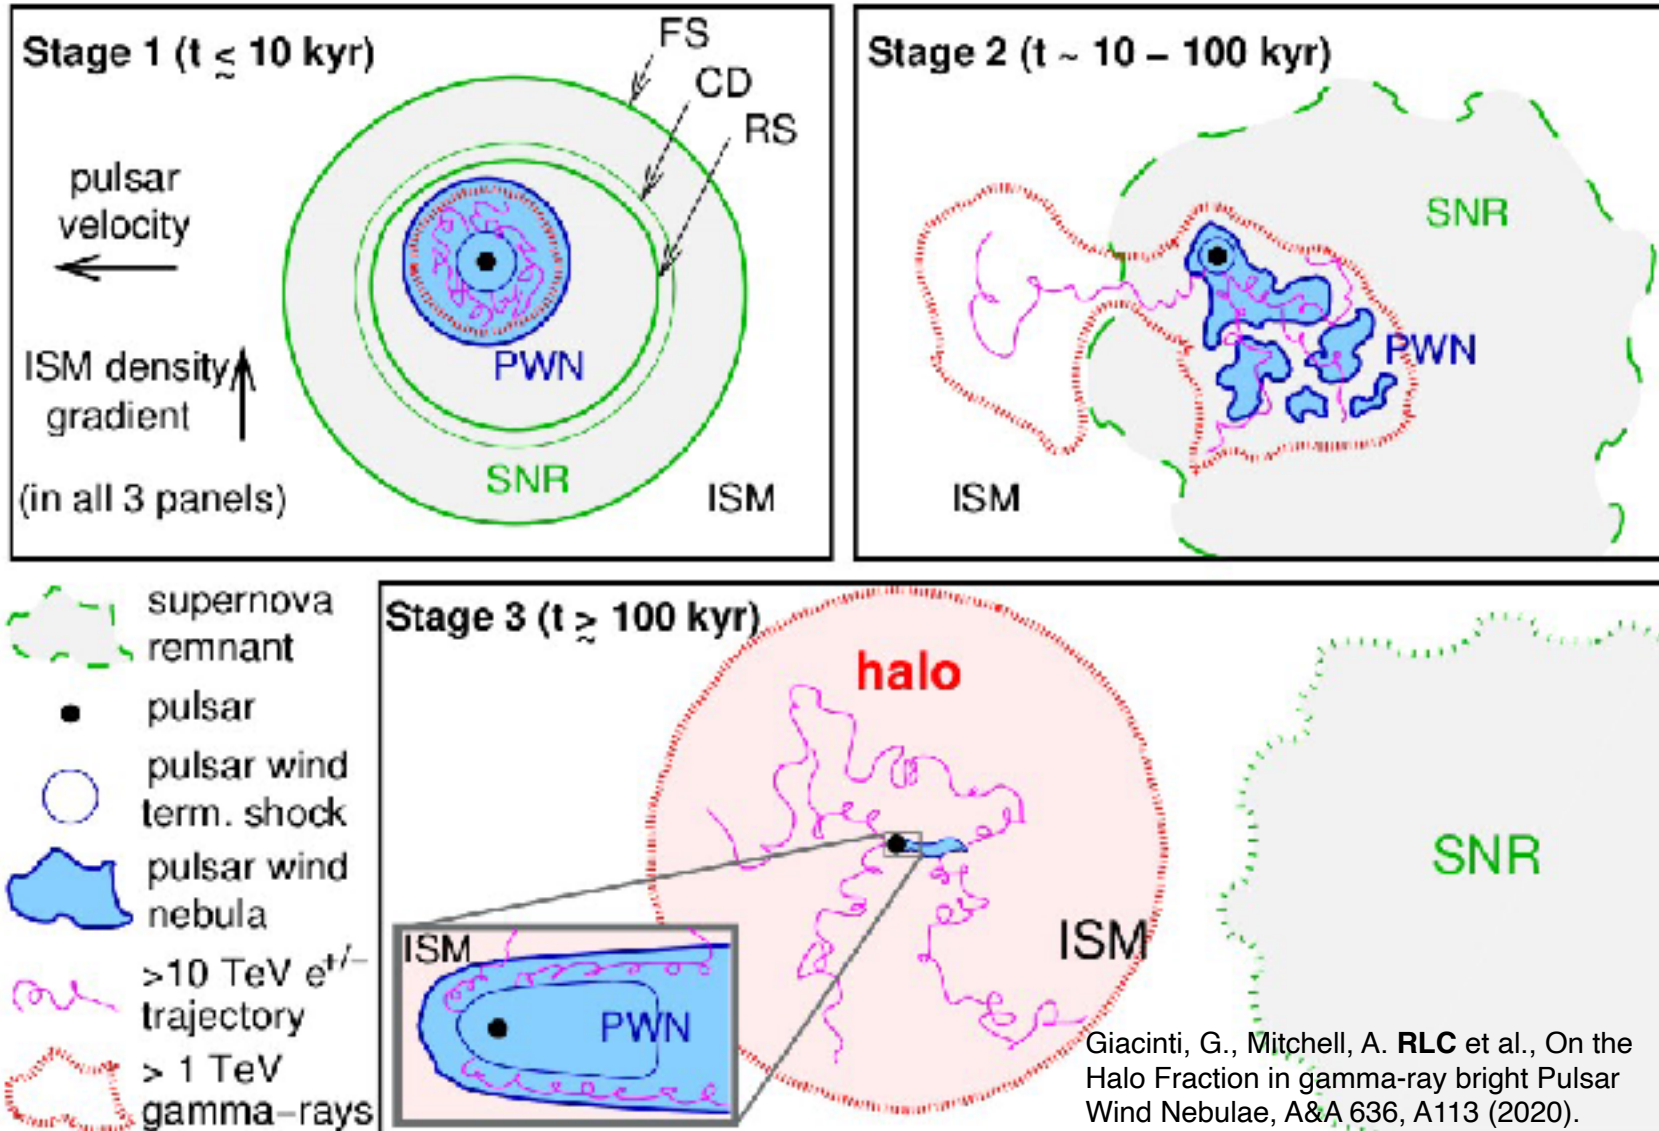 Stage 1 (t ≲ 10 kyr)
FS
CD
RS
pulsar
velocity
ISM density
gradient
(in all 3 panels)
PWN
SNR
ISM
Stage 2 (t ~ 10 – 100 kyr)
SNR
PWN
ISM
supernova
remnant
pulsar
pulsar wind
term. shock
pulsar wind
nebula
>10 TeV e+/−
trajectory
> 1 TeV
gamma−rays
Stage 3 (t ≳ 100 kyr)
halo
ISM
SNR
ISM
PWN
Giacinti, G., Mitchell, A. RLC et al., On the
Halo Fraction in gamma-ray bright Pulsar
Wind Nebulae, A&A 636, A113 (2020).